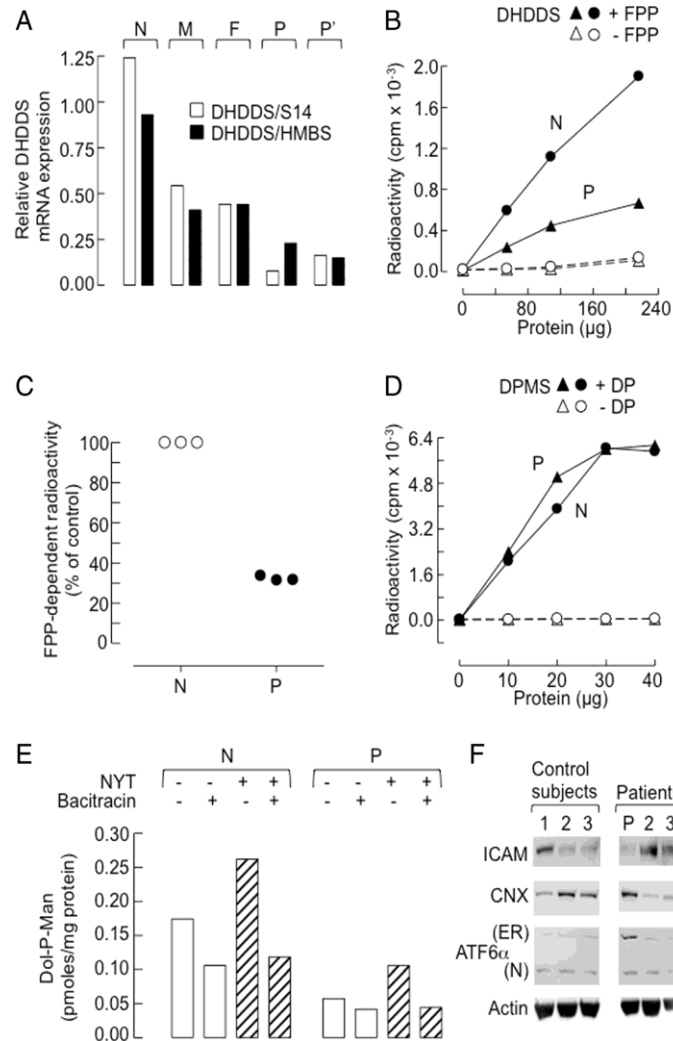 A
N M F P P'
Relative DHDDS
mRNA expression
1.25
1.00
0.75
0.50
0.25
0.00
DHDDS/S14
DHDDS/HMBS
B
DHDDS ▲ ● + FPP
△ ○ - FPP
Radioactivity (cpm x 10⁻³)
2.0
1.6
1.2
0.8
0.4
0.0
N
P
0 80 160 240
Protein (µg)
C
FPP-dependent radioactivity
(% of control)
100
80
60
40
20
0
N P
D
DPMS ▲ ● + DP
△ ○ - DP
Radioactivity (cpm x 10⁻³)
6.4
4.8
3.2
1.6
0.0
P
N
0 10 20 30 40
Protein (µg)
E
N P
NYT - - + + - - + +
Bacitracin - + - + - + - +
Dol-P-Man
(pmoles/mg protein)
0.30
0.25
0.20
0.15
0.10
0.05
0.00
F
Control
subjects
Patient
1 2 3 P 2 3
ICAM
CNX
(ER)
ATF6α
(N)
Actin